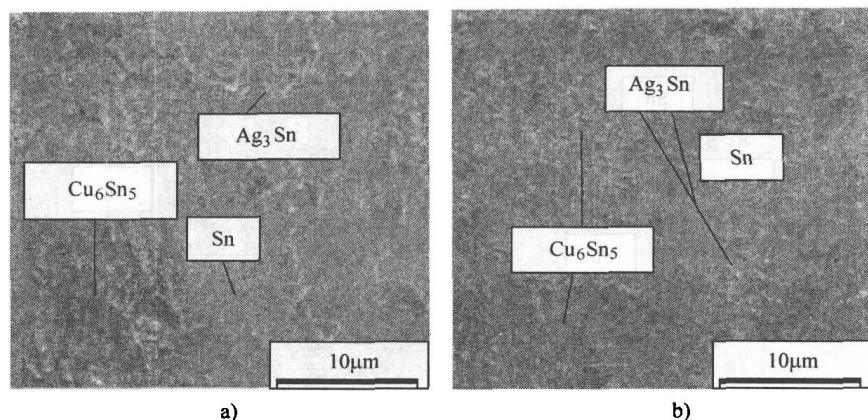 Ag₃Sn
Cu₆Sn₅
Sn
10μm
a)
Ag₃Sn
Sn
Cu₆Sn₅
10μm
b)